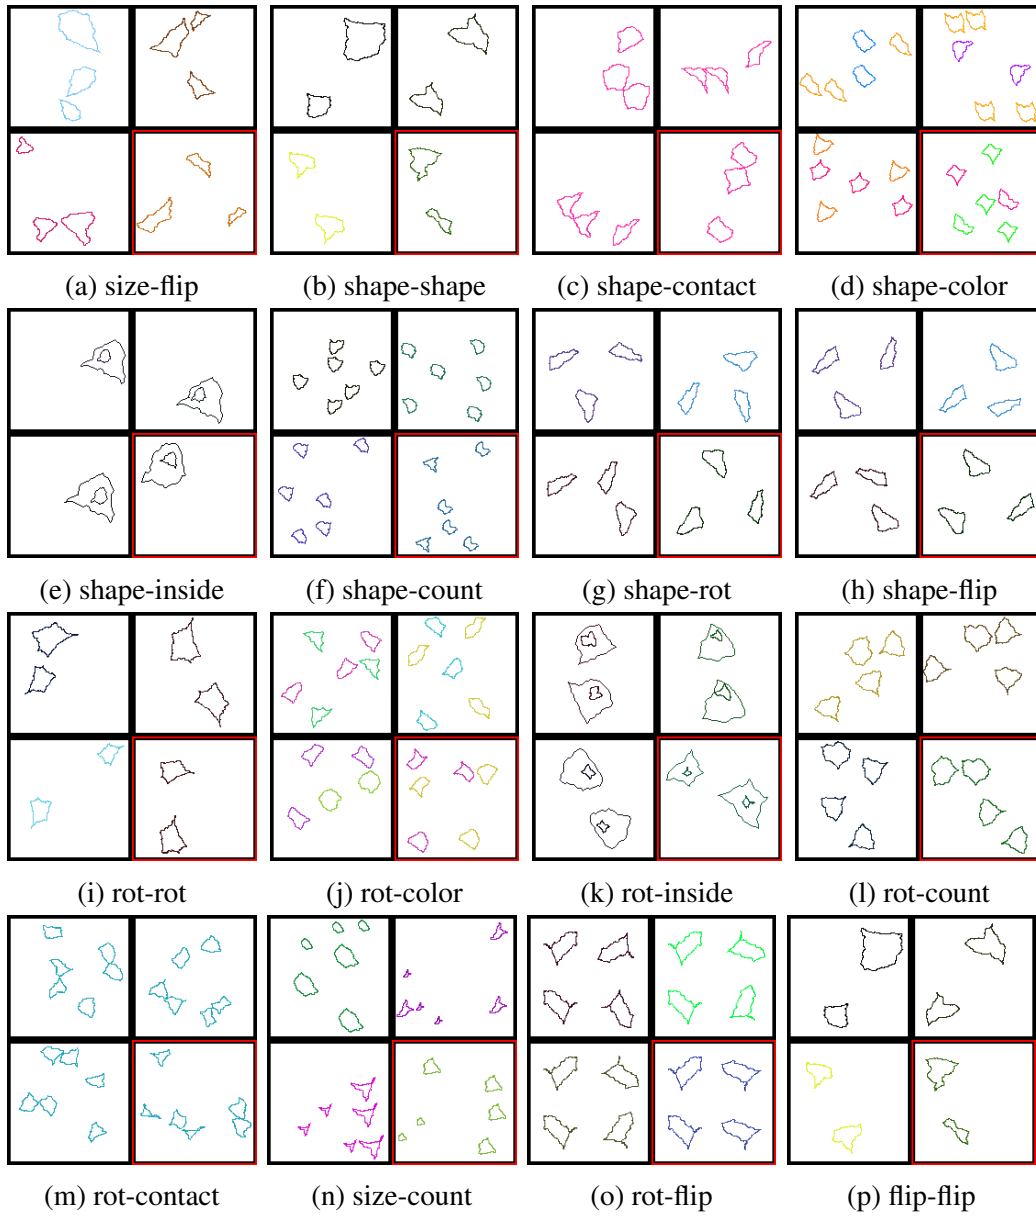 (a) size-flip (b) shape-shape (c) shape-contact (d) shape-color
(e) shape-inside (f) shape-count (g) shape-rot (h) shape-flip
(i) rot-rot (j) rot-color (k) rot-inside (l) rot-count
(m) rot-contact (n) size-count (o) rot-flip (p) flip-flip